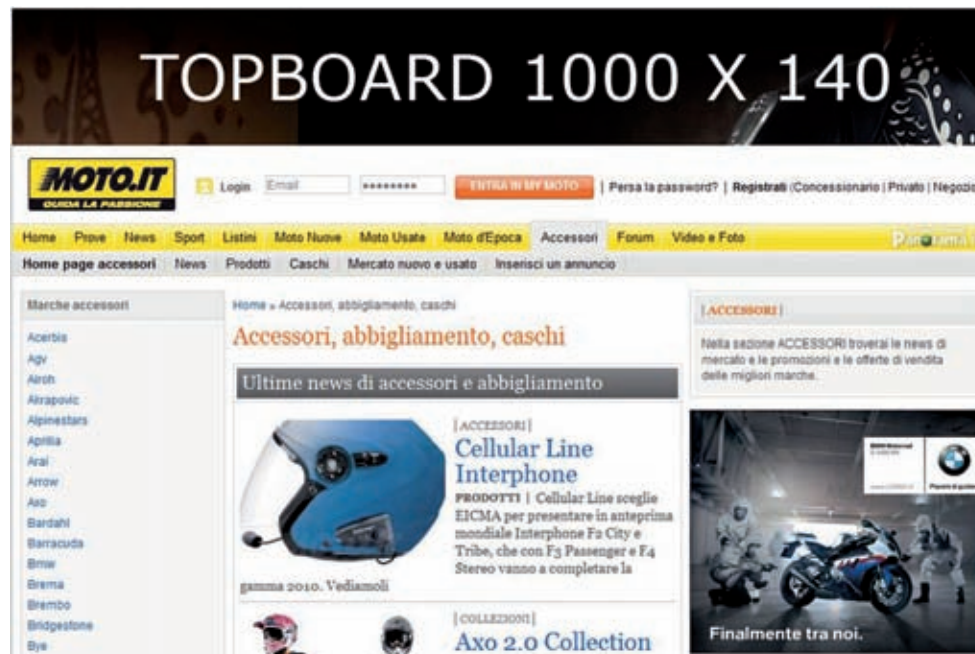 TOPBOARD 1000 X 140
MOTO.IT
GUIDA LA PASSIONE
Login Email ******** ENTRA IN MY MOTO | Persa la password? | Registrati (Concessionario | Privato | Negozio
Home Prove News Sport Listini Moto Nuove Moto Usate Moto d'Epoca Accessori Forum Video e Foto Panorama
Home page accessori News Prodotti Caschi Mercato nuovo e usato Inserisci un annuncio
Marche accessori
Acerbis
Agv
Airoh
Akrapovic
Alpinestars
Aprilia
Arai
Arrow
Axo
Bardahl
Barracuda
Bmw
Brema
Brembo
Bridgestone
Bye
Home » Accessori, abbigliamento, caschi
Accessori, abbigliamento, caschi
Ultime news di accessori e abbigliamento
| ACCESSORI |
Cellular Line
Interphone
PRODOTTI | Cellular Line sceglie
EICMA per presentare in anteprima
mondiale Interphone F2 City e
Tribe, che con F3 Passenger e F4
Stereo vanno a completare la
gamma 2010. Vediamoli
| COLLEZIONI |
Axo 2.0 Collection
| ACCESSORI |
Nella sezione ACCESSORI troverai le news di
mercato e le promozioni e le offerte di vendita
delle migliori marche.
BMW Motorrad
Finalmente tra noi.